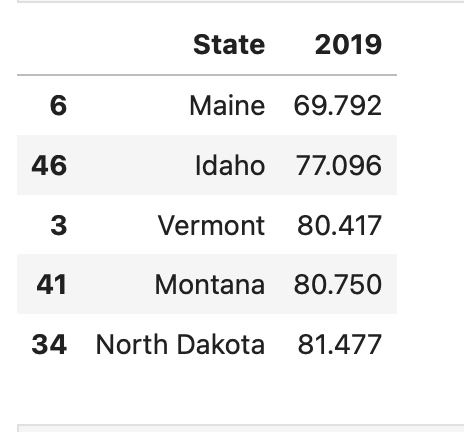 State 2019
6 Maine 69.792
46 Idaho 77.096
3 Vermont 80.417
41 Montana 80.750
34 North Dakota 81.477